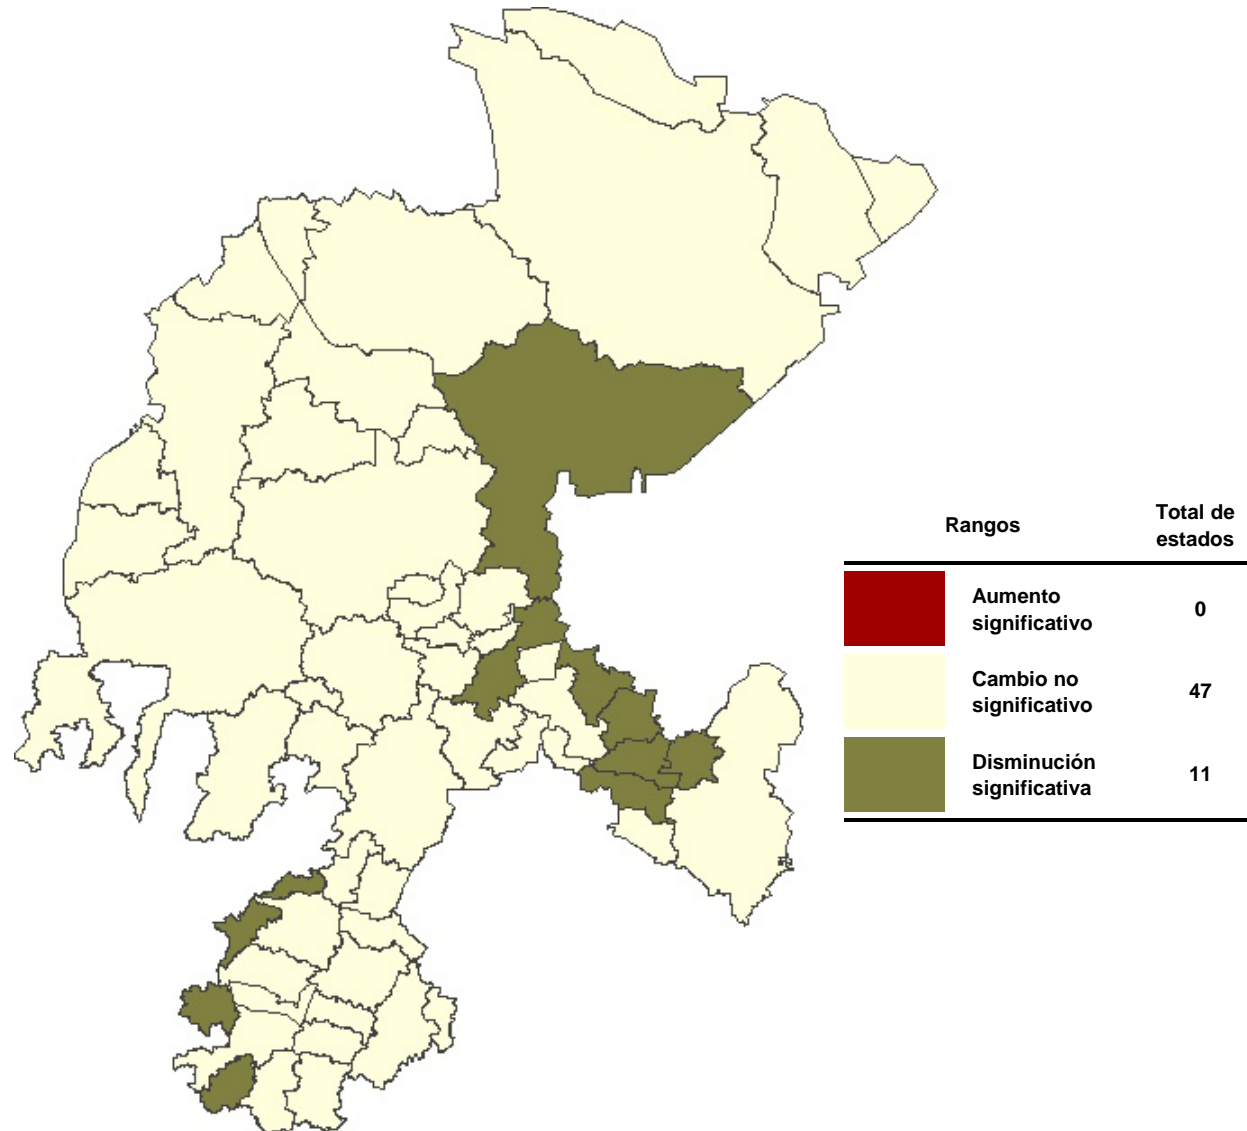 Rangos
Total de
estados
Aumento
significativo
0
Cambio no
significativo
47
Disminución
significativa
11